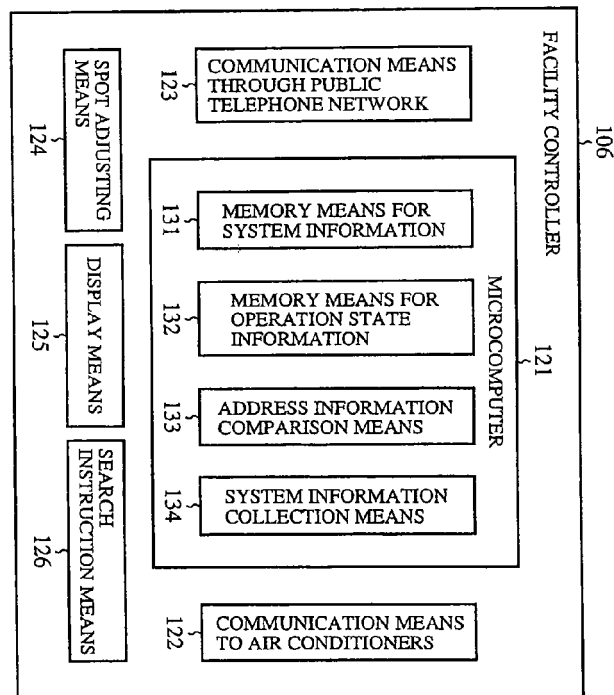 FACILITY CONTROLLER
106
COMMUNICATION MEANS
THROUGH PUBLIC
TELEPHONE NETWORK
123
MICROCOMPUTER
121
MEMORY MEANS FOR
SYSTEM INFORMATION
131
MEMORY MEANS FOR
OPERATION STATE
INFORMATION
132
ADDRESS INFORMATION
COMPARISON MEANS
133
SYSTEM INFORMATION
COLLECTION MEANS
134
COMMUNICATION MEANS
TO AIR CONDITIONERS
122
SPOT ADJUSTING
MEANS
124
DISPLAY MEANS
125
SEARCH
INSTRUCTION MEANS
126